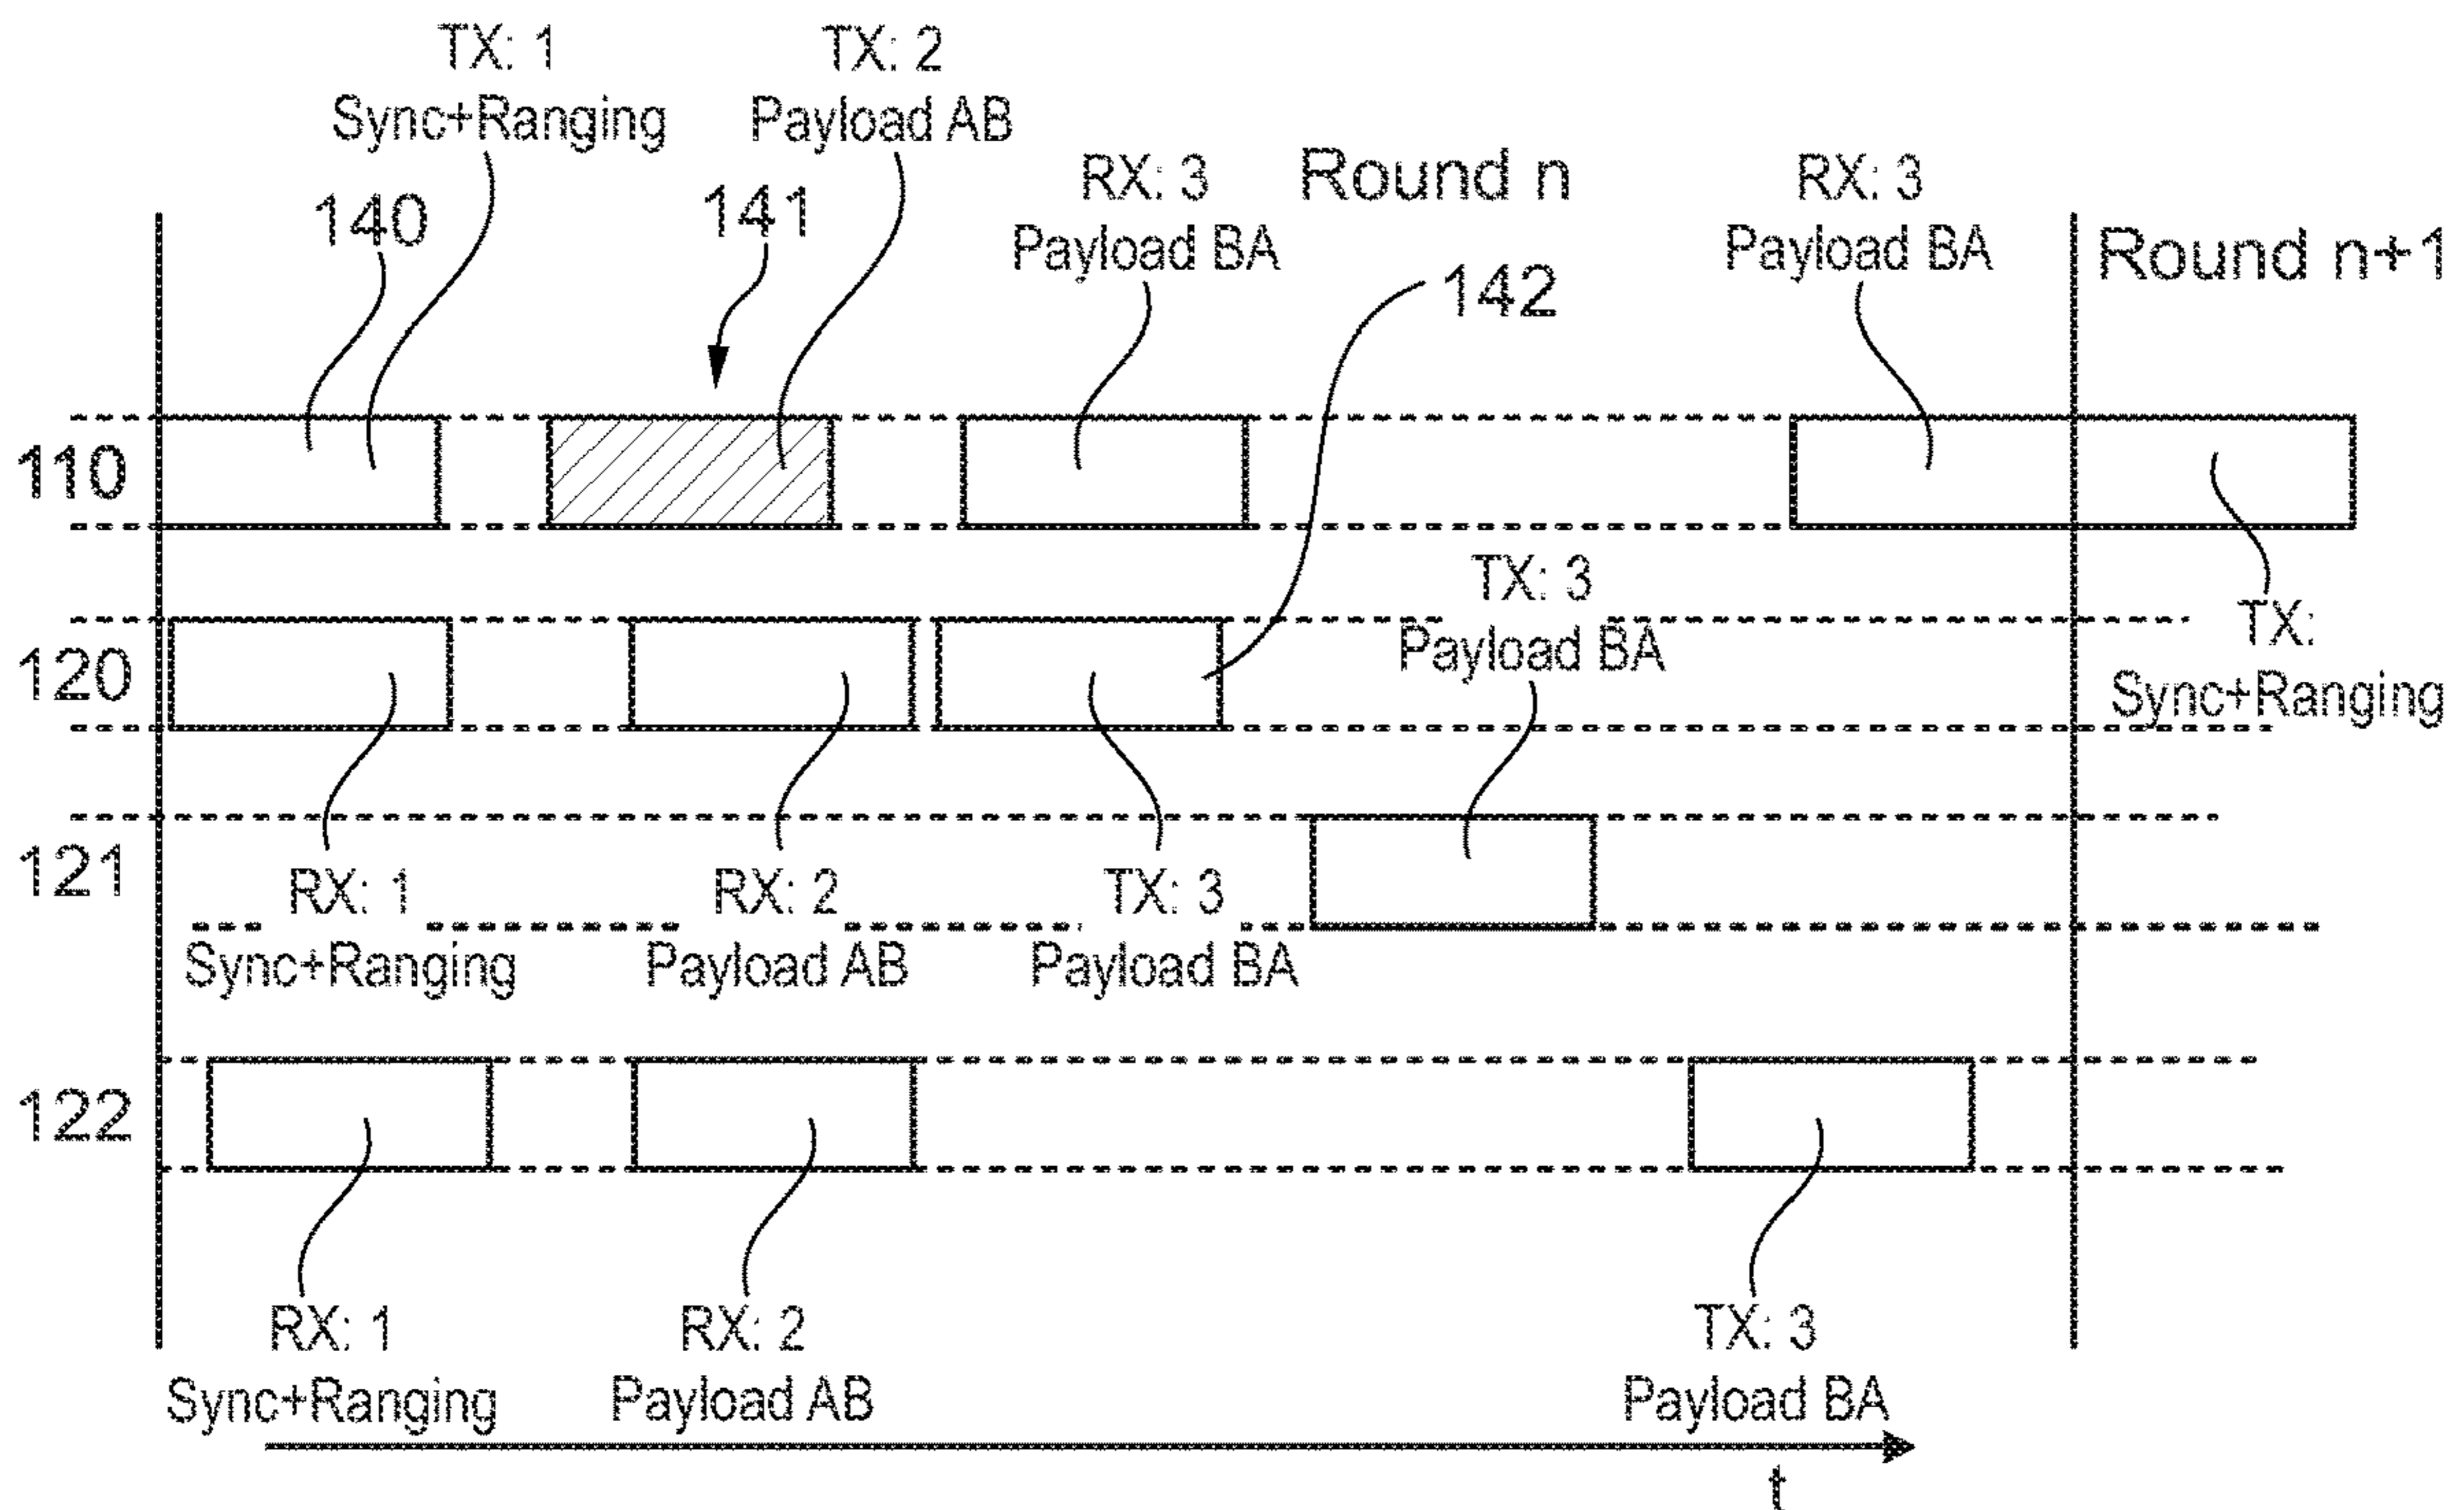 TX: 1
Sync+Ranging
TX: 2
Payload AB
140
141
RX: 3
Payload BA
Round n
142
RX: 3
Payload BA
Round n+1
110
TX: 3
Payload BA
TX:
Sync+Ranging
120
121
RX: 1
Sync+Ranging
RX: 2
Payload AB
TX: 3
Payload BA
122
RX: 1
Sync+Ranging
RX: 2
Payload AB
TX: 3
Payload BA
t